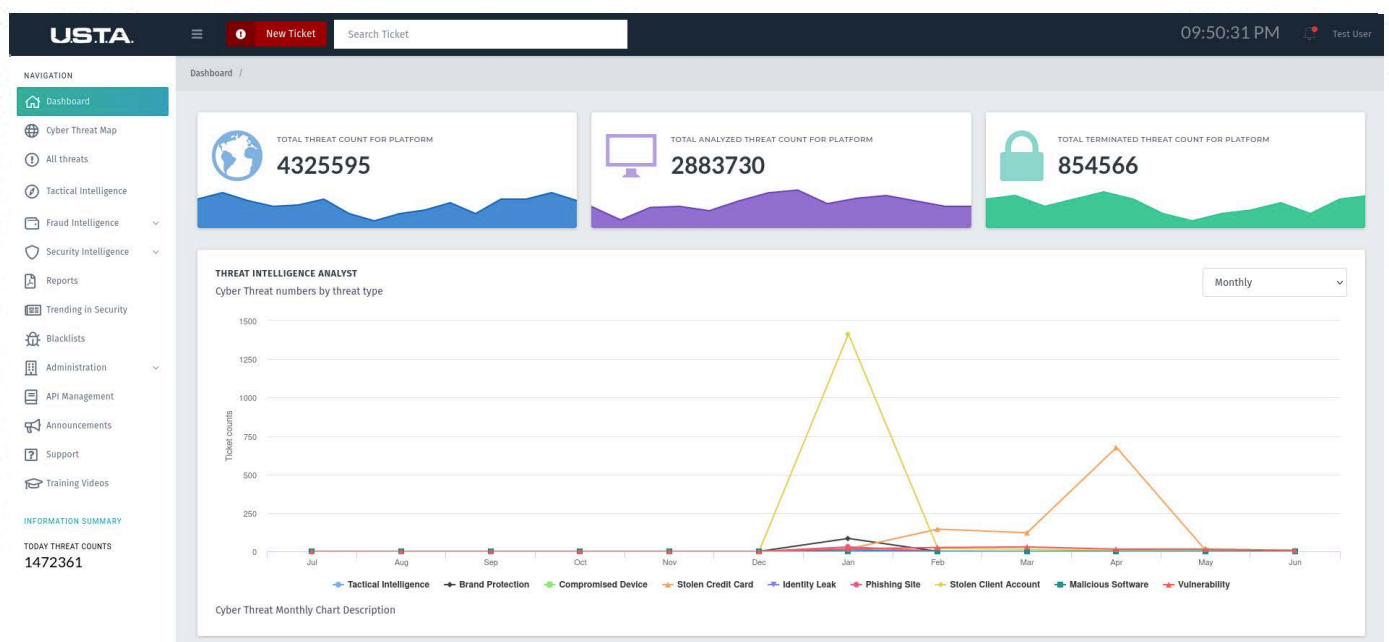 U.S.T.A.
New Ticket
Search Ticket
09:50:31 PM
Test User
NAVIGATION
Dashboard
Cyber Threat Map
All threats
Tactical Intelligence
Fraud Intelligence
Security Intelligence
Reports
Trending in Security
Blacklists
Administration
API Management
Announcements
Support
Training Videos
INFORMATION SUMMARY
TODAY THREAT COUNTS
1472361
Dashboard /
TOTAL THREAT COUNT FOR PLATFORM
4325595
TOTAL ANALYZED THREAT COUNT FOR PLATFORM
2883730
TOTAL TERMINATED THREAT COUNT FOR PLATFORM
854566
THREAT INTELLIGENCE ANALYST
Cyber Threat numbers by threat type
Monthly
Ticket counts
1500
1250
1000
750
500
250
0
Jul Aug Sep Oct Nov Dec Jan Feb Mar Apr May Jun
Tactical Intelligence Brand Protection Compromised Device Stolen Credit Card Identity Leak Phishing Site Stolen Client Account Malicious Software Vulnerability
Cyber Threat Monthly Chart Description